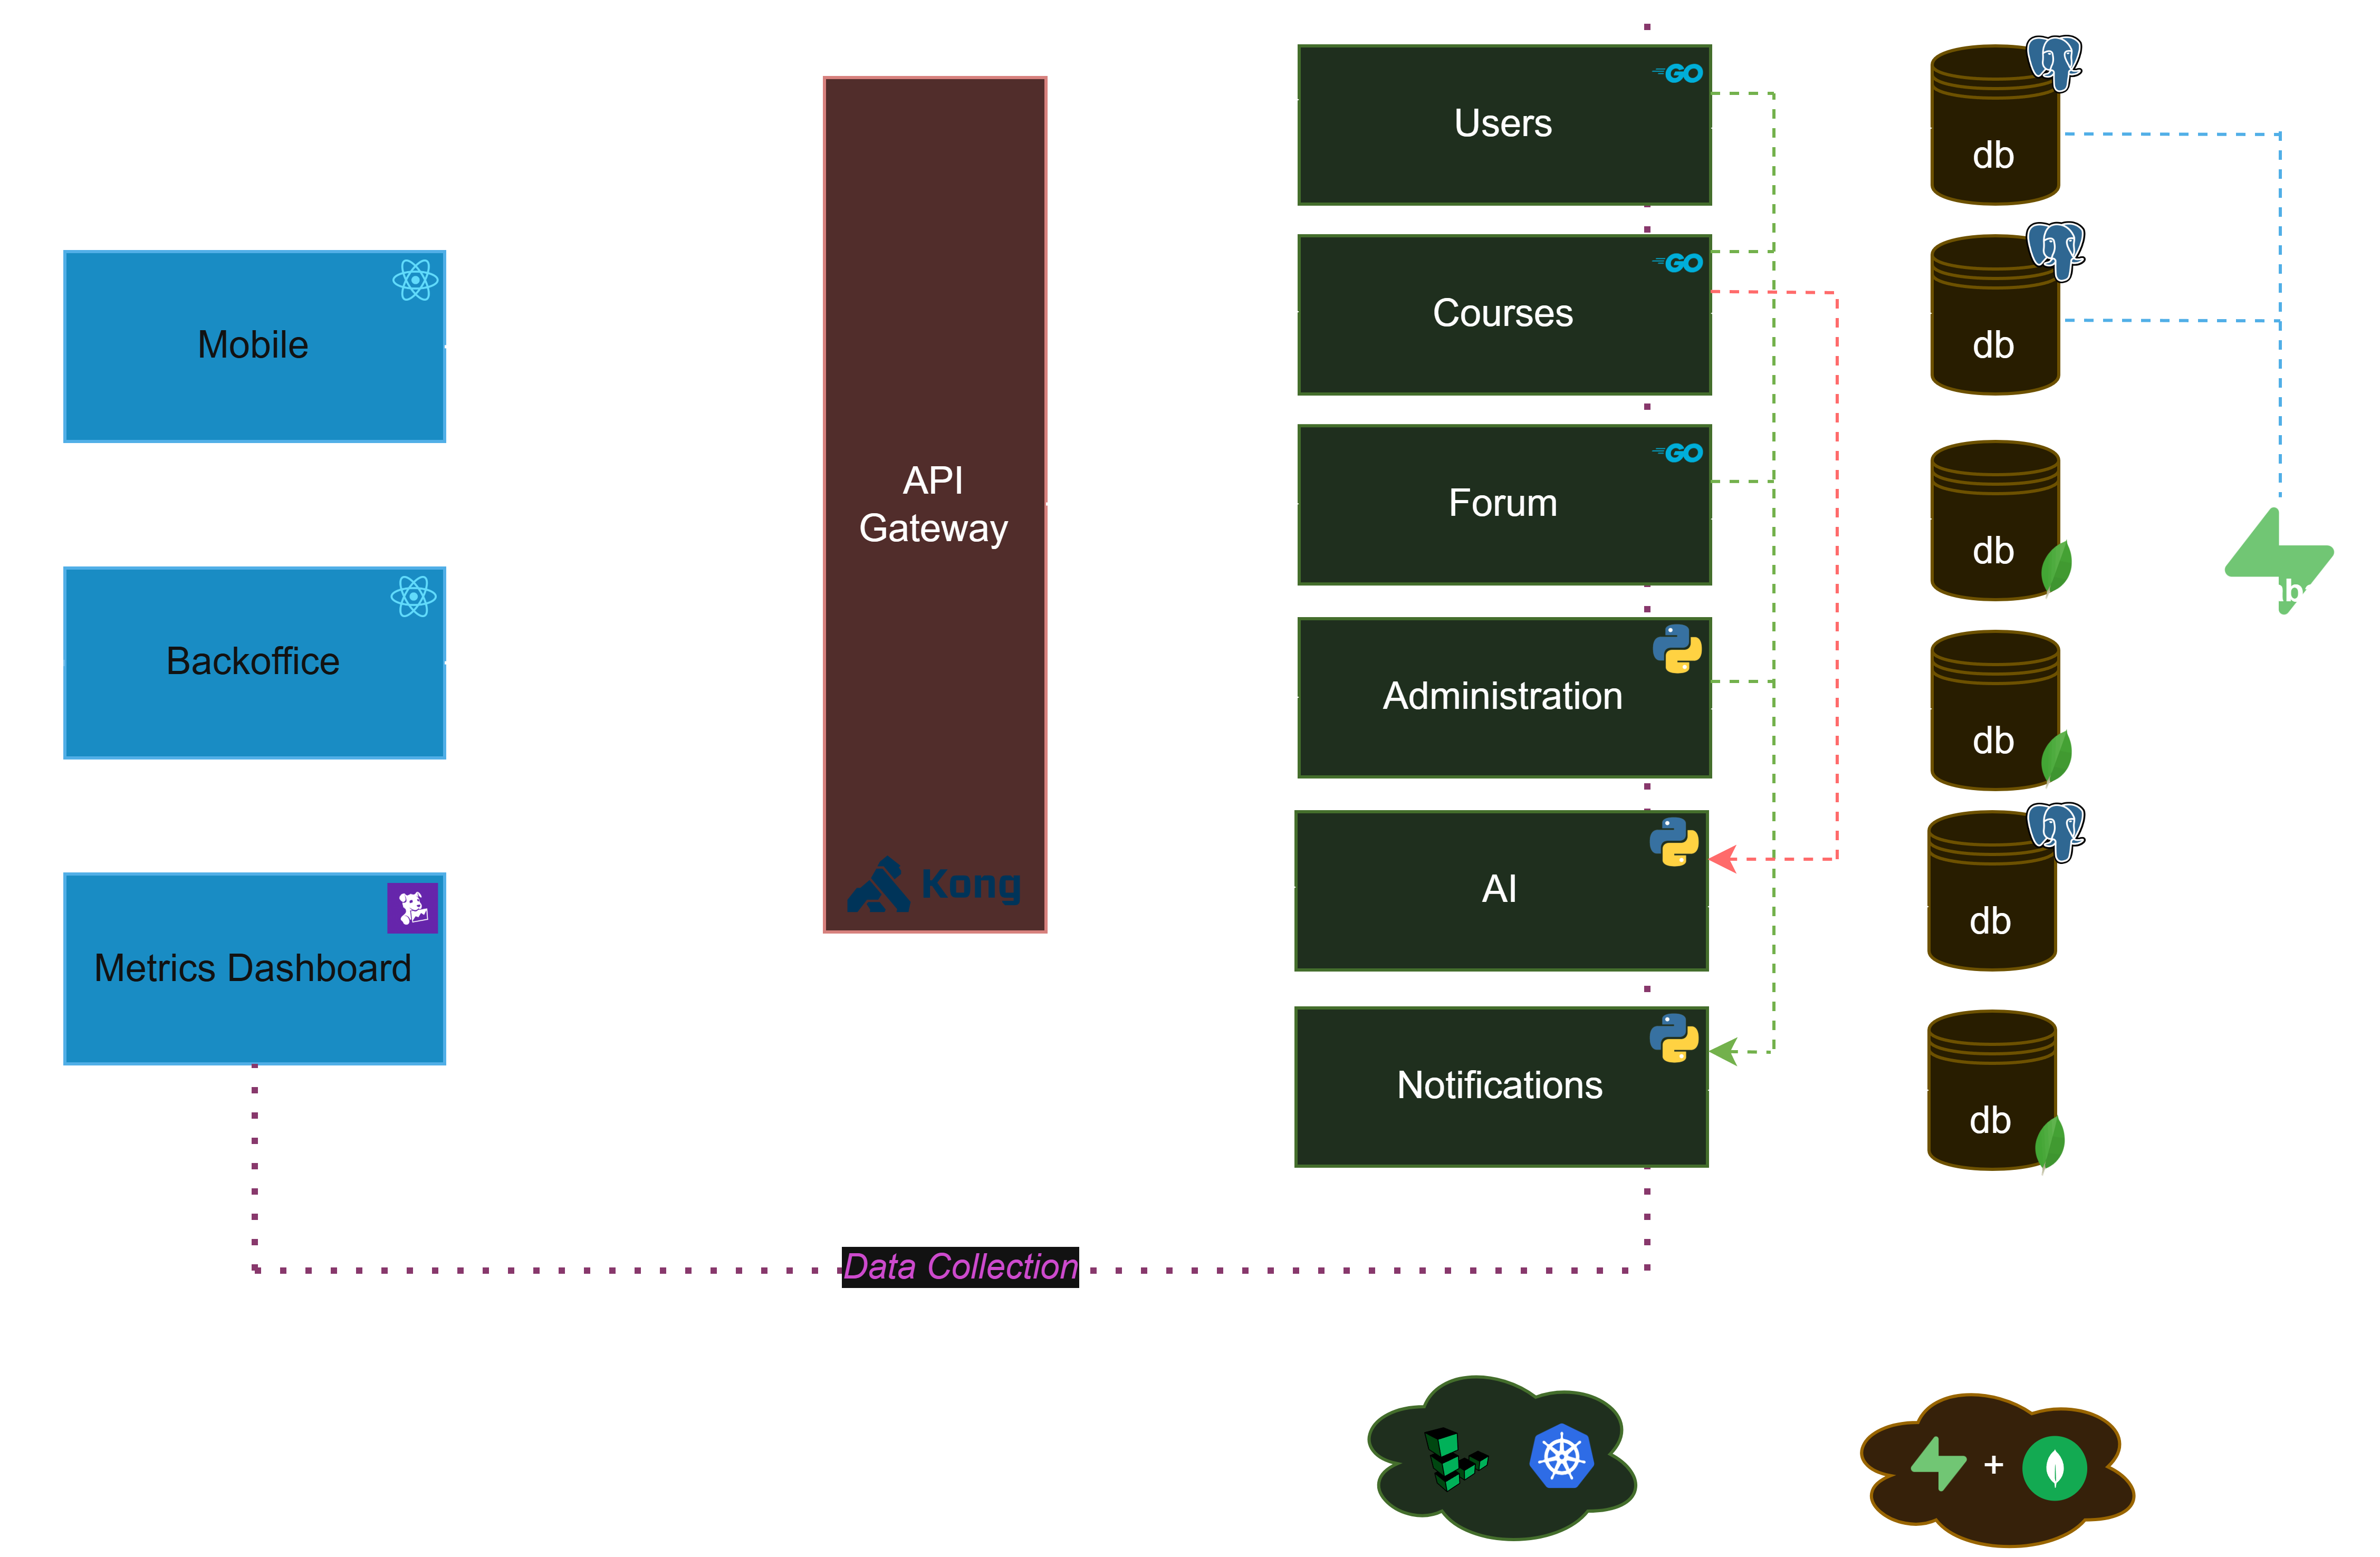 Mobile
Backoffice
Metrics Dashboard
API
Gateway
Kong
GO
Users
GO
Courses
GO
Forum
Administration
AI
Notifications
db
db
db
db
db
db
Data Collection
+